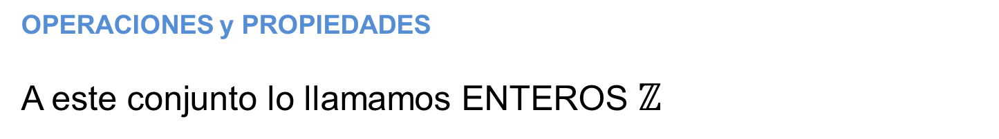 OPERACIONES y PROPIEDADES
A este conjunto lo llamamos ENTEROS ℤ